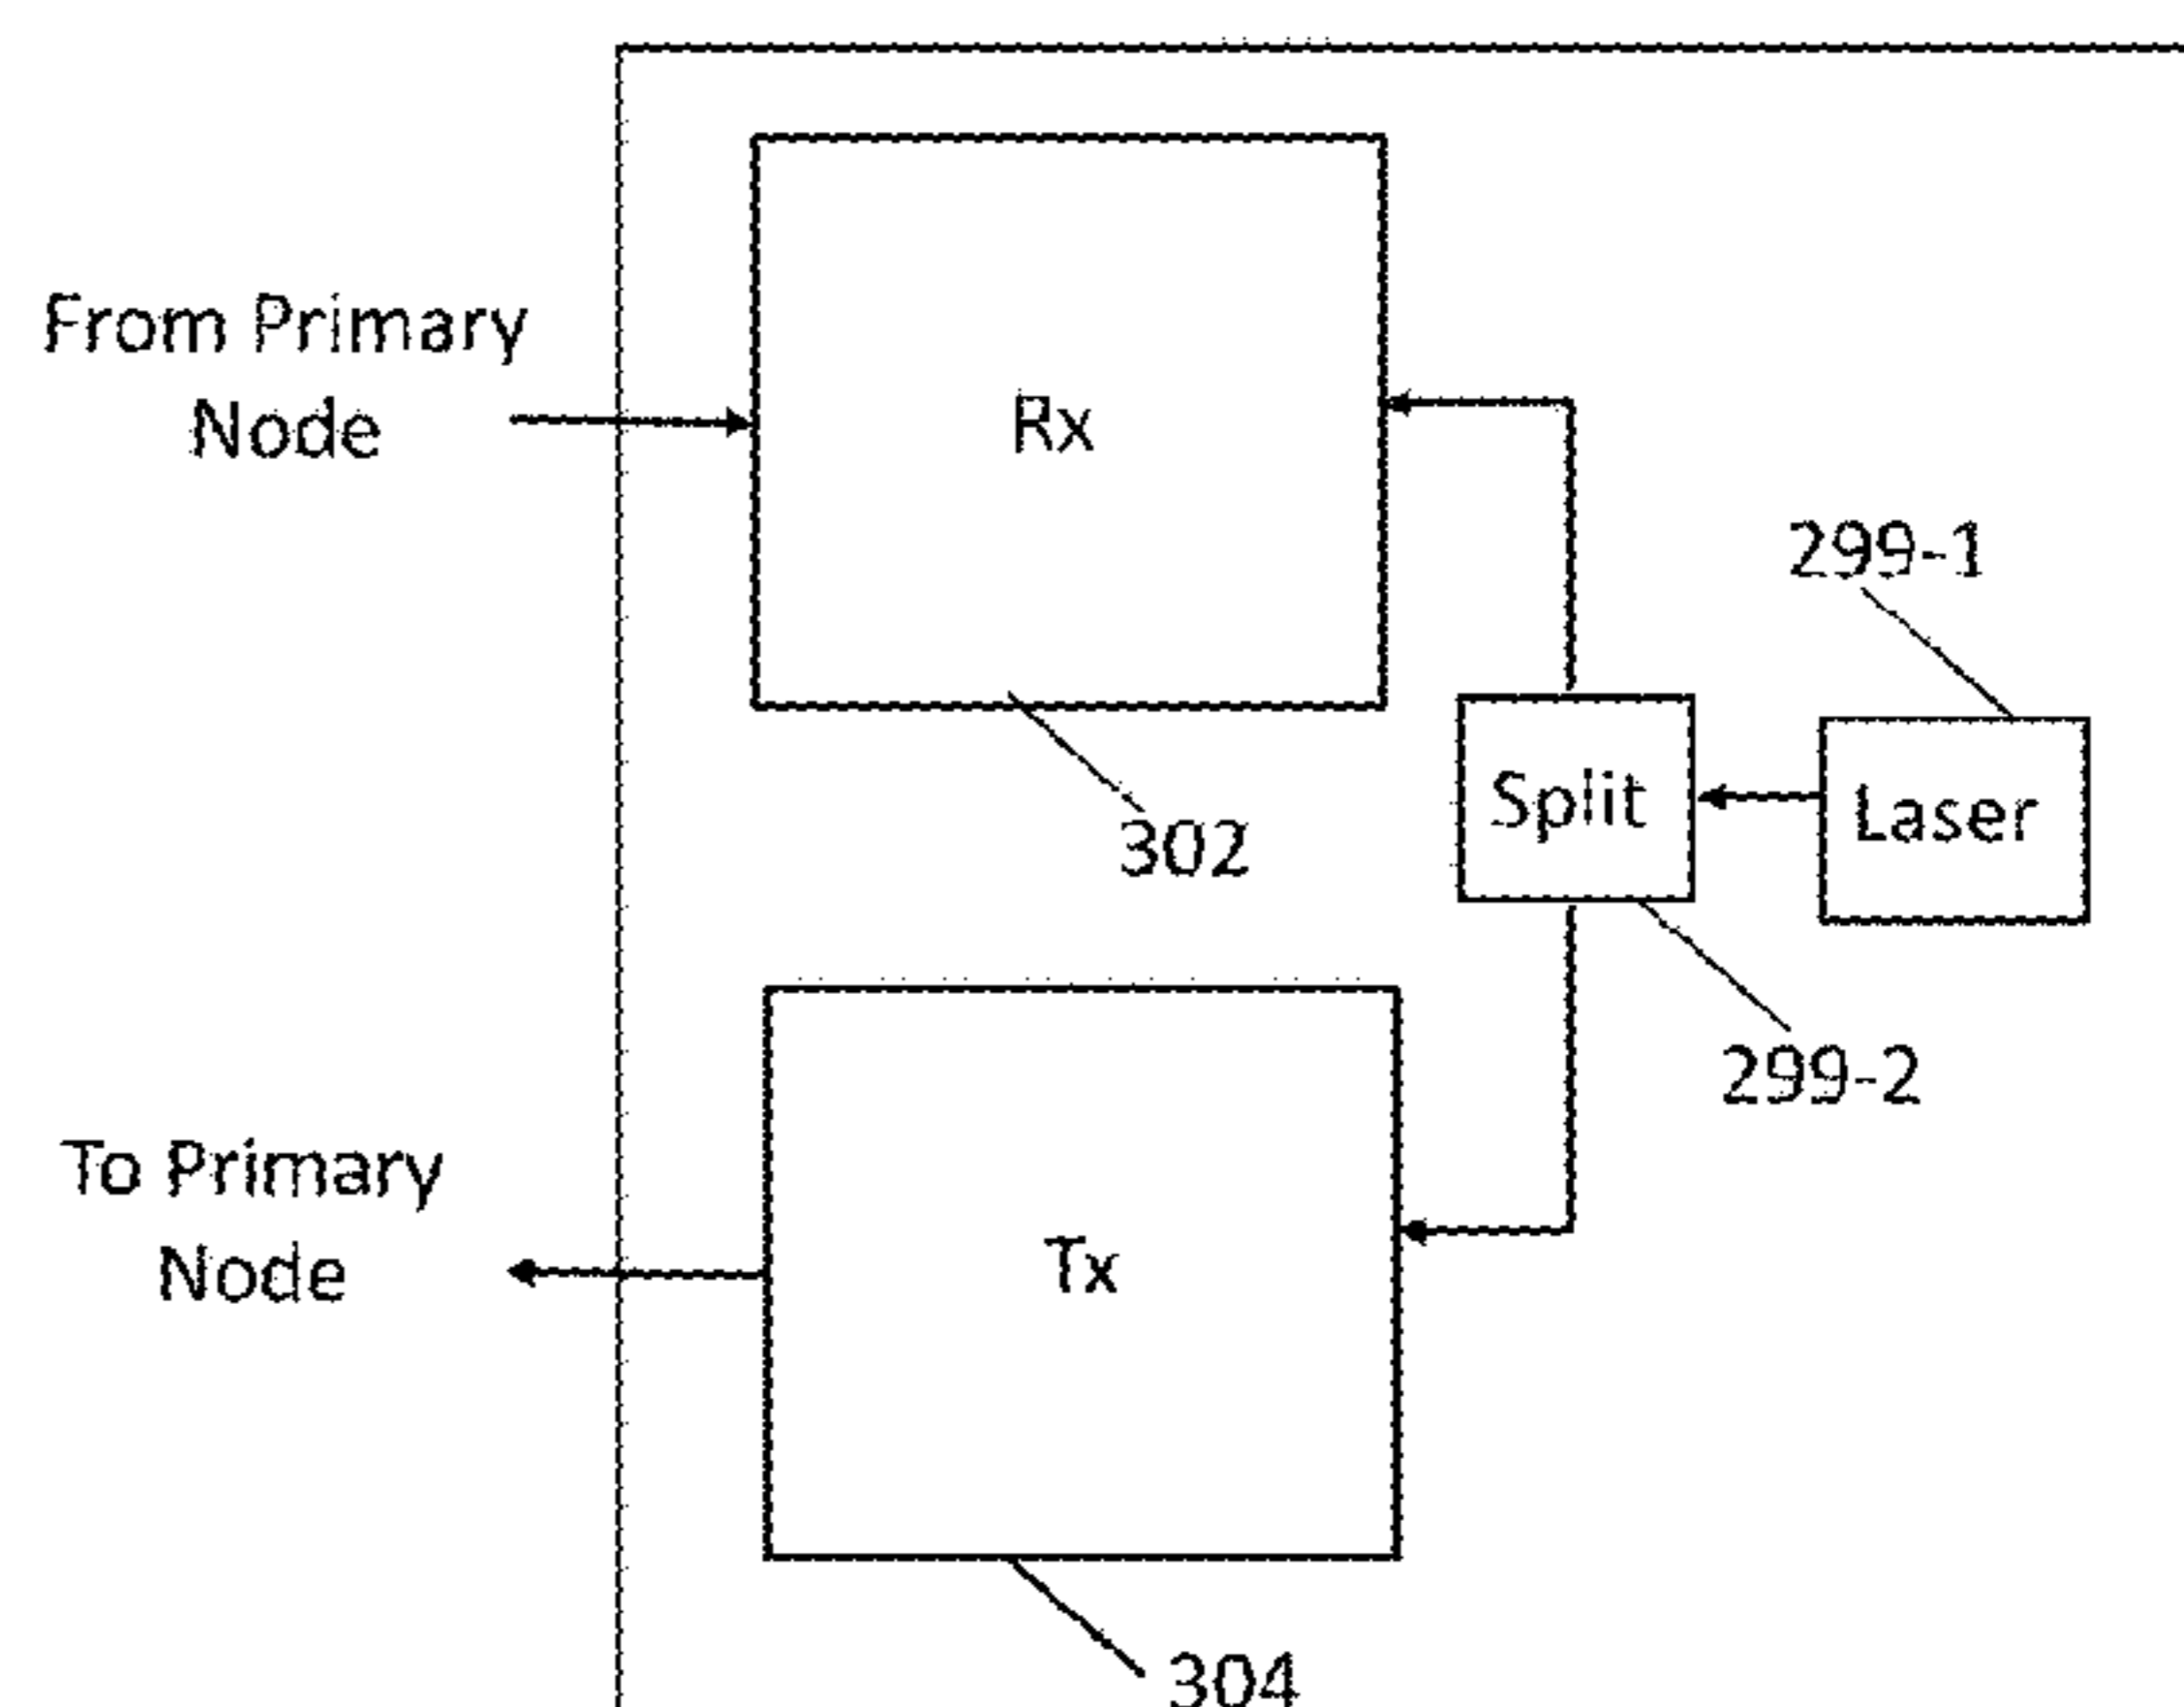 From Primary
Node
Rx
299-1
Split
Laser
302
299-2
To Primary
Node
Tx
304